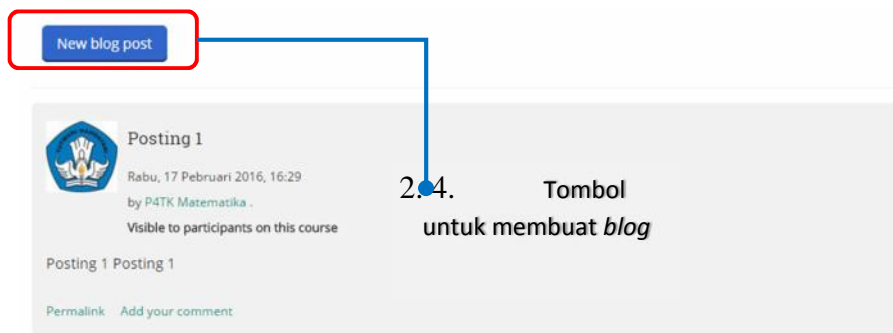 New blog post
Posting 1
Rabu, 17 Pebruari 2016, 16:29
by P4TK Matematika .
Visible to participants on this course
2. 4. Tombol
untuk membuat blog
Posting 1 Posting 1
Permalink Add your comment